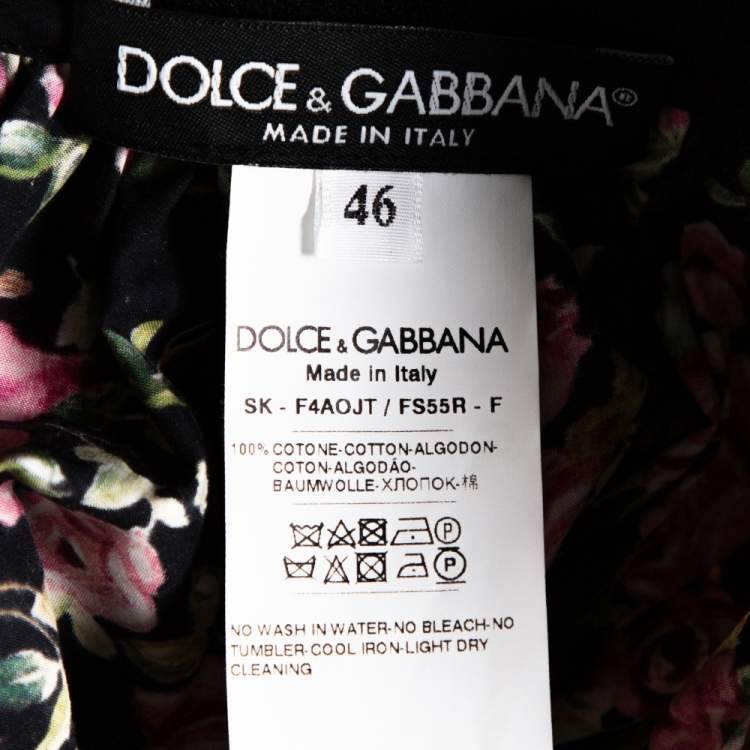 DOLCE & GABBANA
MADE IN ITALY
46
DOLCE & GABBANA
Made in Italy
SK - F4AOJT / FS55R - F
100% COTONE-COTTON-ALGODON-
COTON-ALGODÃO-
BAUMWOLLE-ХЛОПОК-棉
P
P
NO WASH IN WATER-NO BLEACH-NO
TUMBLER-COOL IRON-LIGHT DRY
CLEANING